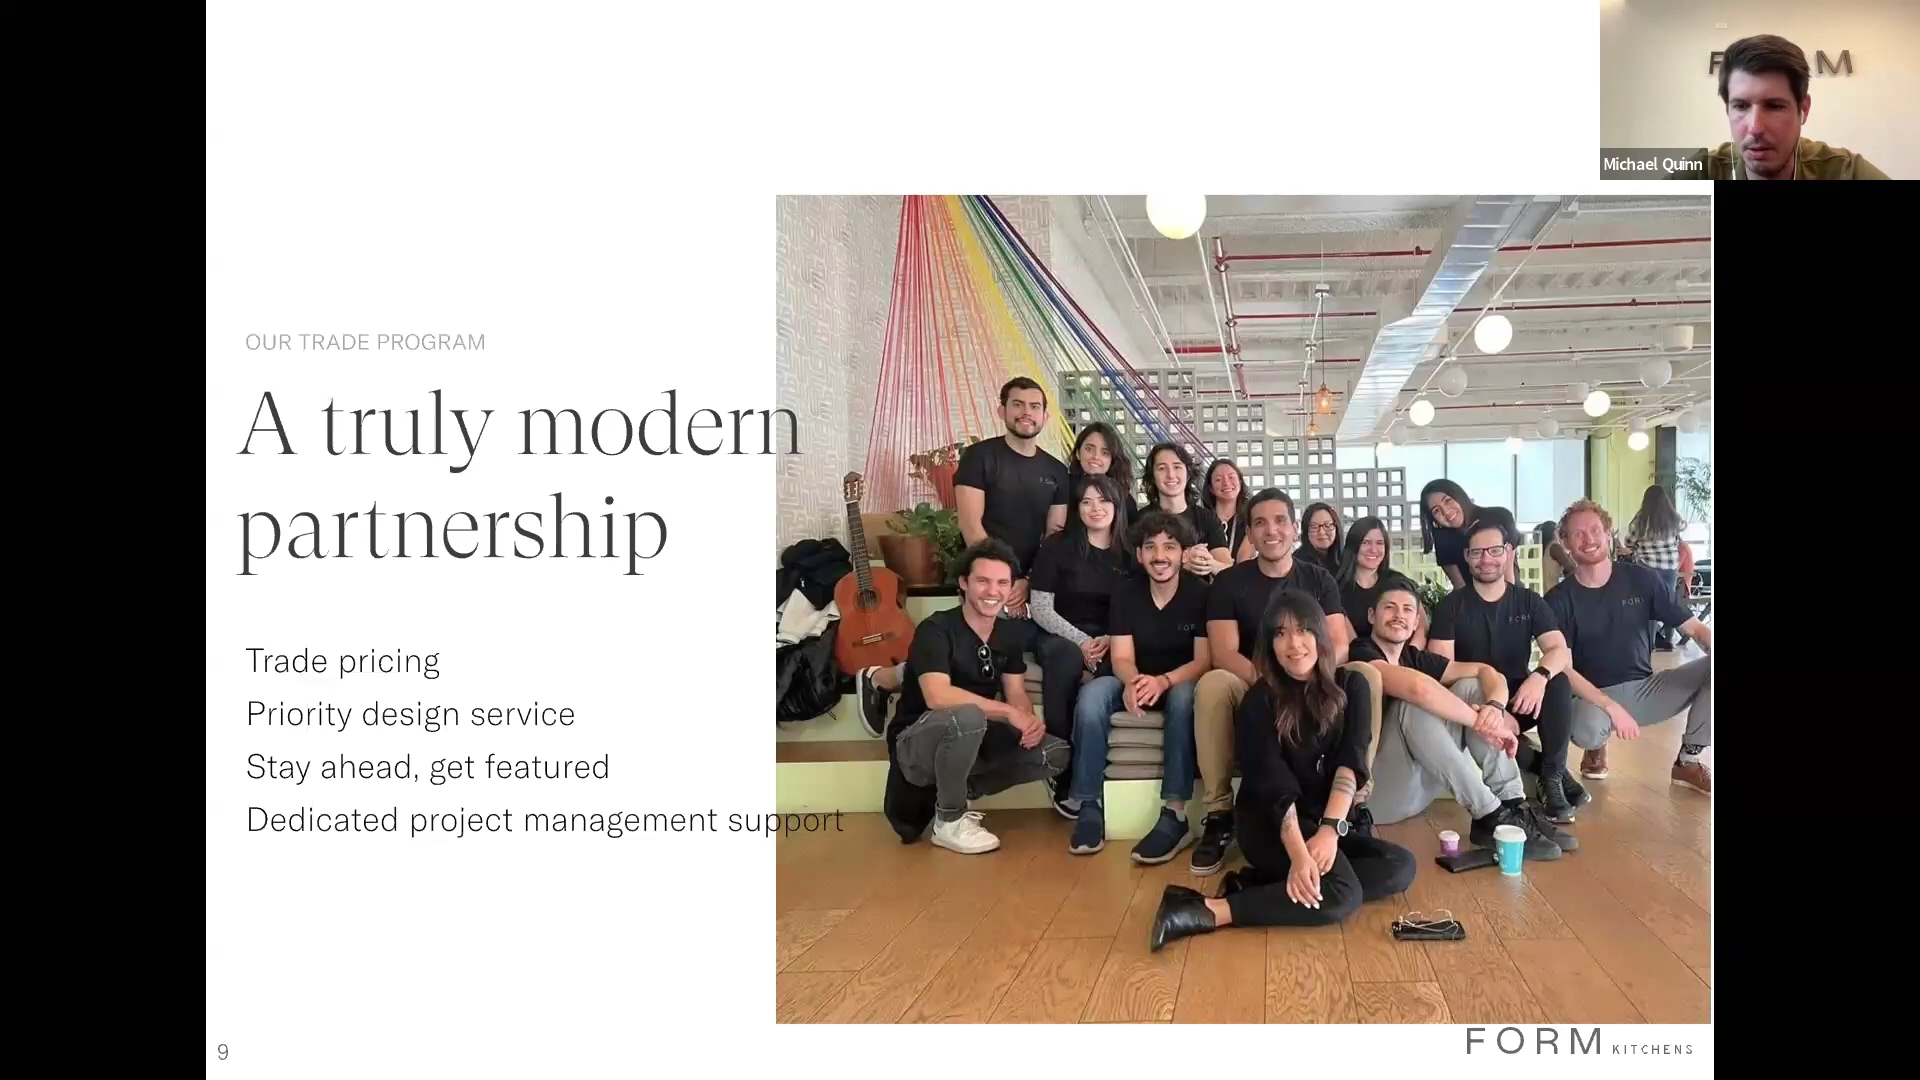 FORM
Michael Quinn
OUR TRADE PROGRAM
A truly modern
partnership
Trade pricing
Priority design service
Stay ahead, get featured
Dedicated project management support
9
FORM KITCHENS